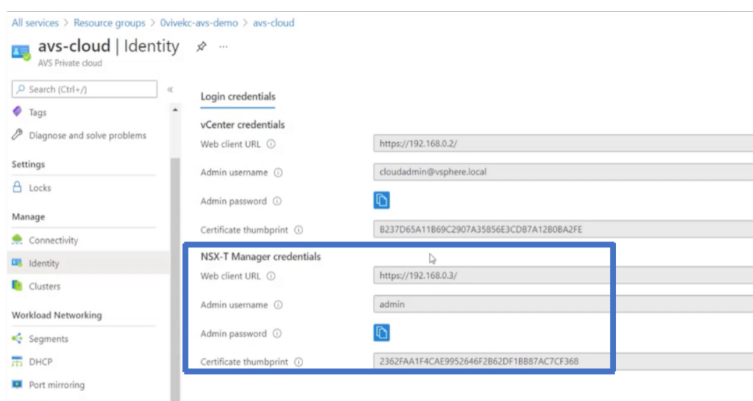 All services > Resource groups > 0vivekc-avs-demo > avs-cloud
avs-cloud | Identity
AVS Private cloud
Search (Ctrl+/)
Tags
Diagnose and solve problems
Settings
Locks
Manage
Connectivity
Identity
Clusters
Workload Networking
Segments
DHCP
Port mirroring
Login credentials
vCenter credentials
Web client URL https://192.168.0.2/
Admin username cloudadmin@vsphere.local
Admin password
Certificate thumbprint B237D65A11B69C2907A35856E3CDB7A12B0BA2FE
NSX-T Manager credentials
Web client URL https://192.168.0.3/
Admin username admin
Admin password
Certificate thumbprint 2362FAA1F4CAE9952646F2B62DF1BB87AC7CF368